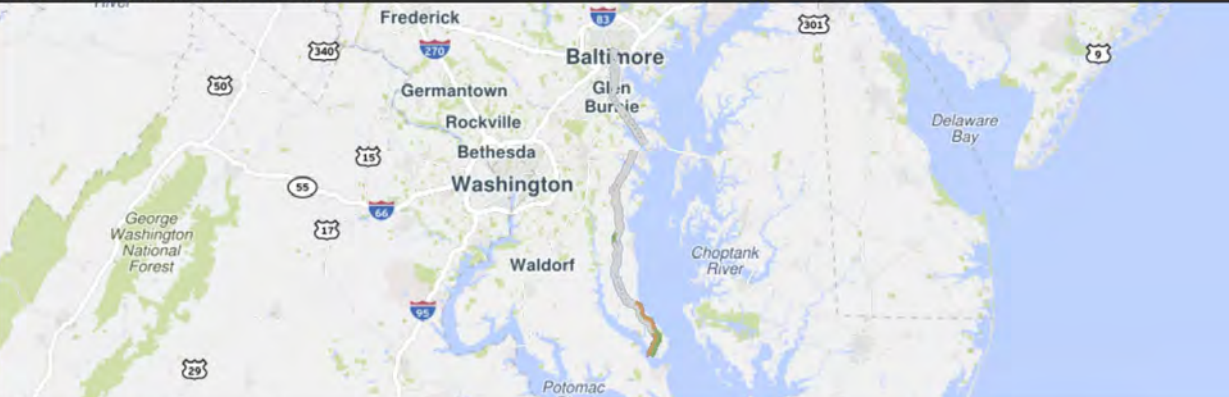 River
Frederick
83
301
340
270
Baltimore
9
50
Germantown
Glen
Burnie
Rockville
Delaware
Bay
15
Bethesda
55
Washington
66
George
Washington
National
Forest
17
Waldorf
Choptank
River
95
29
Potomac